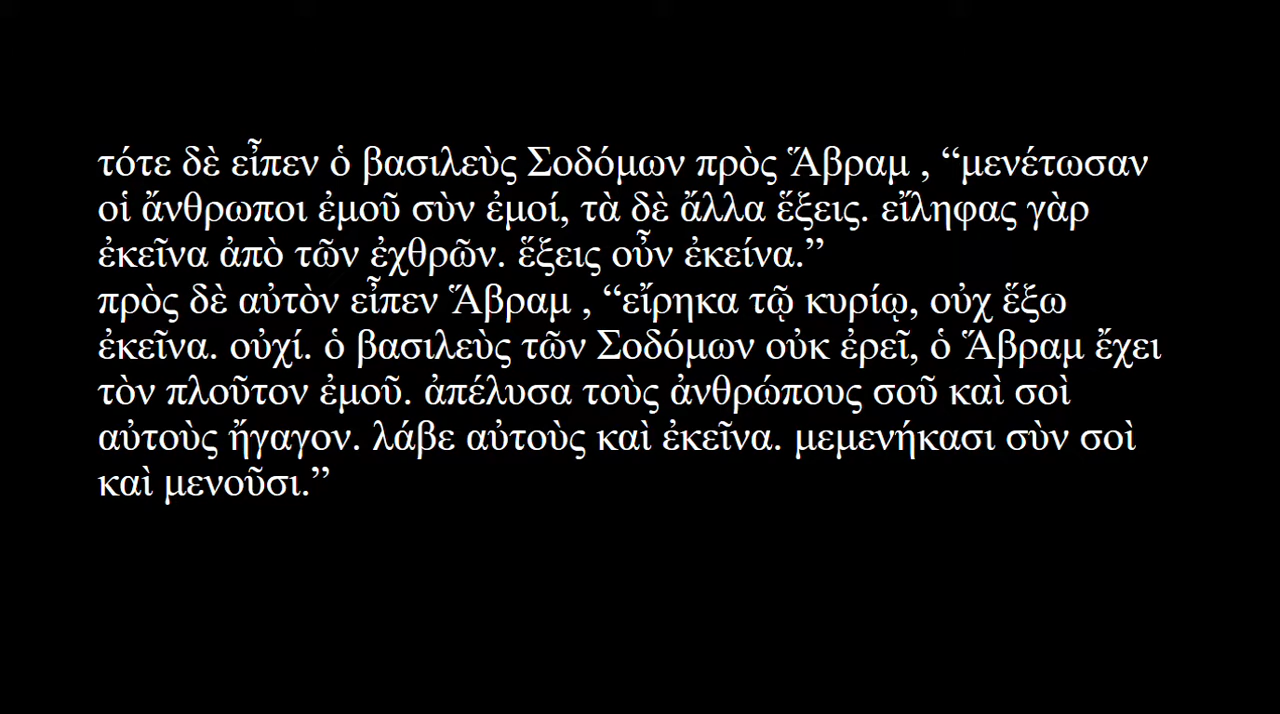 τότε δὲ εἶπεν ὁ βασιλεὺς Σοδόμων πρὸς Ἅβραμ , “μενέτωσαν
οἱ ἄνθρωποι ἐμοῦ σὺν ἐμοί, τὰ δὲ ἄλλα ἕξεις. εἴληφας γὰρ
ἐκεῖνα ἀπὸ τῶν ἐχθρῶν. ἕξεις οὖν ἐκείνα.”
πρὸς δὲ αὐτὸν εἶπεν Ἅβραμ , “εἴρηκα τῷ κυρίῳ, οὐχ ἕξω
ἐκεῖνα. οὐχί. ὁ βασιλεὺς τῶν Σοδόμων οὐκ ἐρεῖ, ὁ Ἅβραμ ἔχει
τὸν πλοῦτον ἐμοῦ. ἀπέλυσα τοὺς ἀνθρώπους σοῦ καὶ σοὶ
αὐτοὺς ἤγαγον. λάβε αὐτοὺς καὶ ἐκεῖνα. μεμενήκασι σὺν σοὶ
καὶ μενοῦσι.”